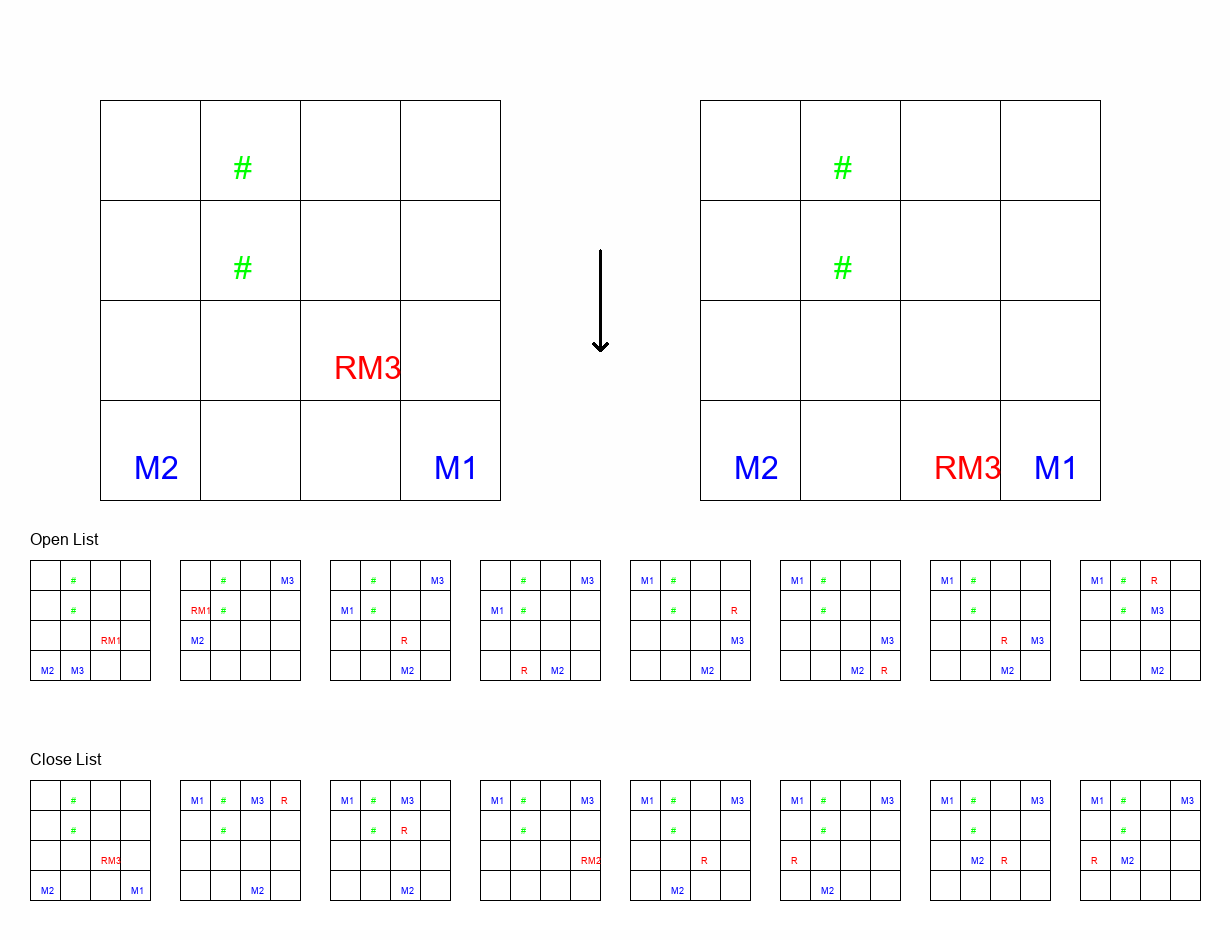 # #
# #
RM3
M2 M1 M2 RM3 M1
Open List
# # M3 # M3 # M3 M1 # M1 # M1 # M1 # R
# RM1 # M1 # M1 # # R # # # M3
RM1 M2 R M3 M3 R M3
M2 M3 M2 R M2 M2 M2 R M2 M2
Close List
# M1 # M3 R M1 # M3 M1 # M3 M1 # M3 M1 # M3 M1 # M3 M1 # M3
# # # R # # # # #
RM3 RM2 R R M2 R R M2
M2 M1 M2 M2 M2 M2